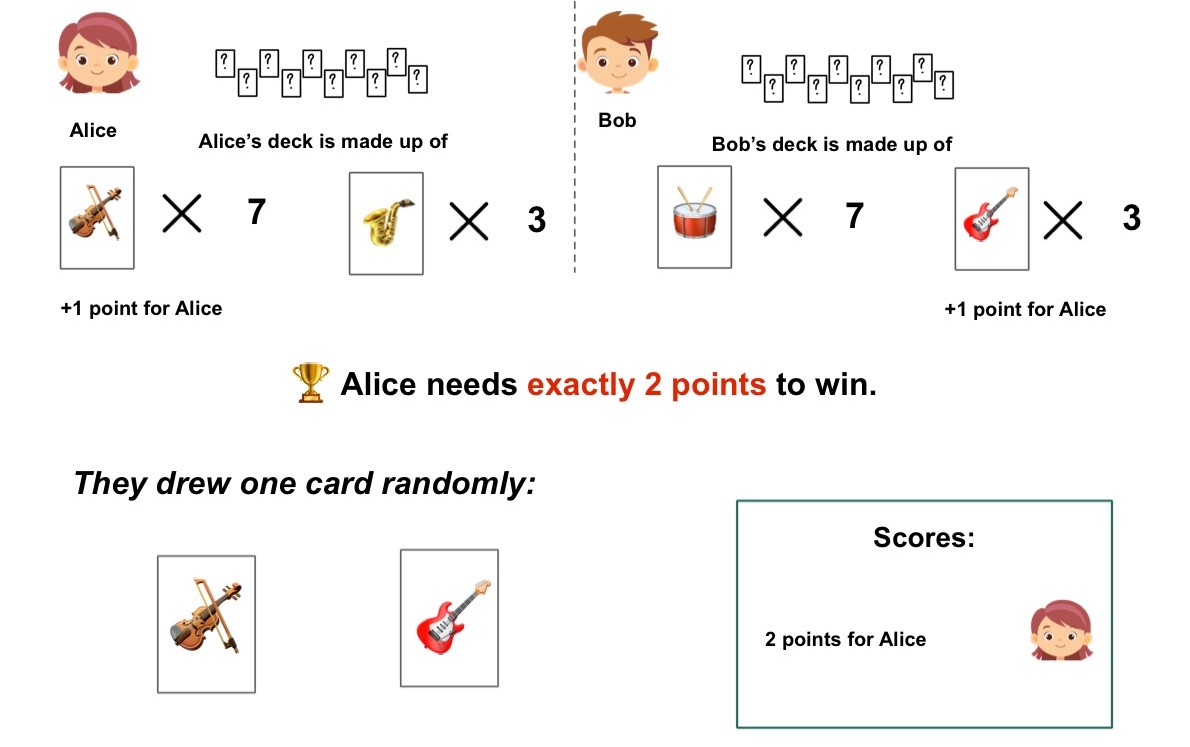 ? ? ? ? ? ? ? ? ? ?
? ? ? ? ? ? ? ? ? ?
Alice
Alice’s deck is made up of
Bob
Bob’s deck is made up of
7
3
7
3
+1 point for Alice
+1 point for Alice
Alice needs exactly 2 points to win.
They drew one card randomly:
Scores:
2 points for Alice